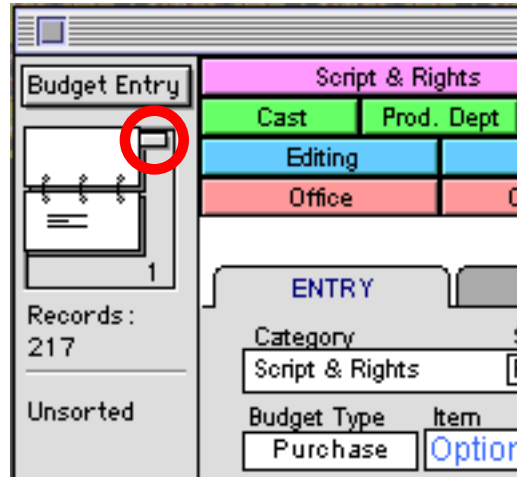 Budget Entry
Script & Rights
Cast Prod. Dept
Editing
Office
1
ENTRY
Records:
217
Category
Script & Rights
Unsorted
Budget Type Item
Purchase Option